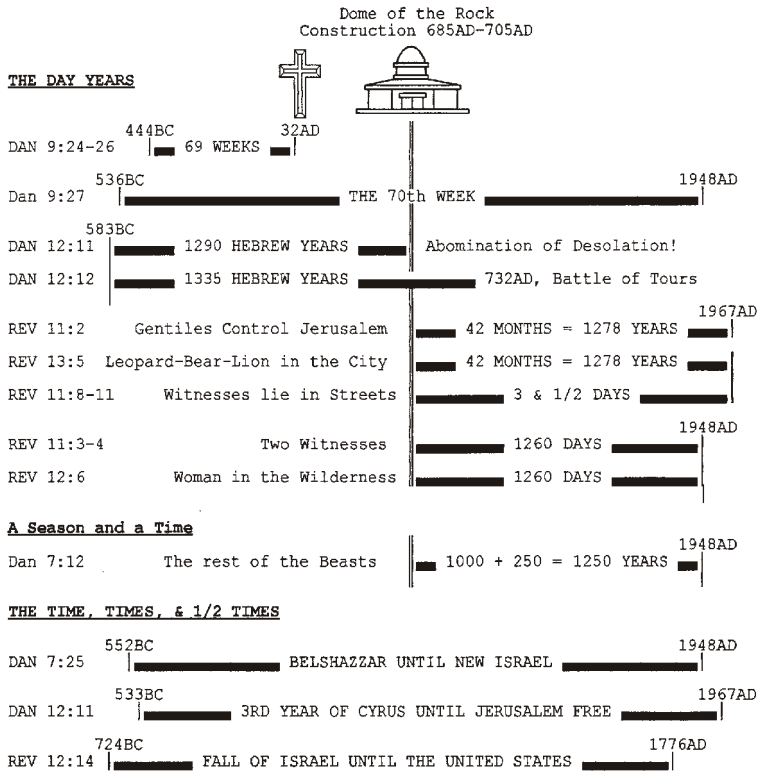 Dome of the Rock
Construction 685AD-705AD
THE DAY YEARS
444BC 32AD
DAN 9:24-26 69 WEEKS
536BC 1948AD
Dan 9:27 THE 70th WEEK
583BC
DAN 12:11 1290 HEBREW YEARS Abomination of Desolation!
DAN 12:12 1335 HEBREW YEARS 732AD, Battle of Tours
1967AD
REV 11:2 Gentiles Control Jerusalem 42 MONTHS = 1278 YEARS
REV 13:5 Leopard-Bear-Lion in the City 42 MONTHS = 1278 YEARS
REV 11:8-11 Witnesses lie in Streets 3 & 1/2 DAYS
1948AD
REV 11:3-4 Two Witnesses 1260 DAYS
REV 12:6 Woman in the Wilderness 1260 DAYS
A Season and a Time
1948AD
Dan 7:12 The rest of the Beasts 1000 + 250 = 1250 YEARS
THE TIME, TIMES, & 1/2 TIMES
552BC 1948AD
DAN 7:25 BELSHAZZAR UNTIL NEW ISRAEL
533BC 1967AD
DAN 12:11 3RD YEAR OF CYRUS UNTIL JERUSALEM FREE
724BC 1776AD
REV 12:14 FALL OF ISRAEL UNTIL THE UNITED STATES